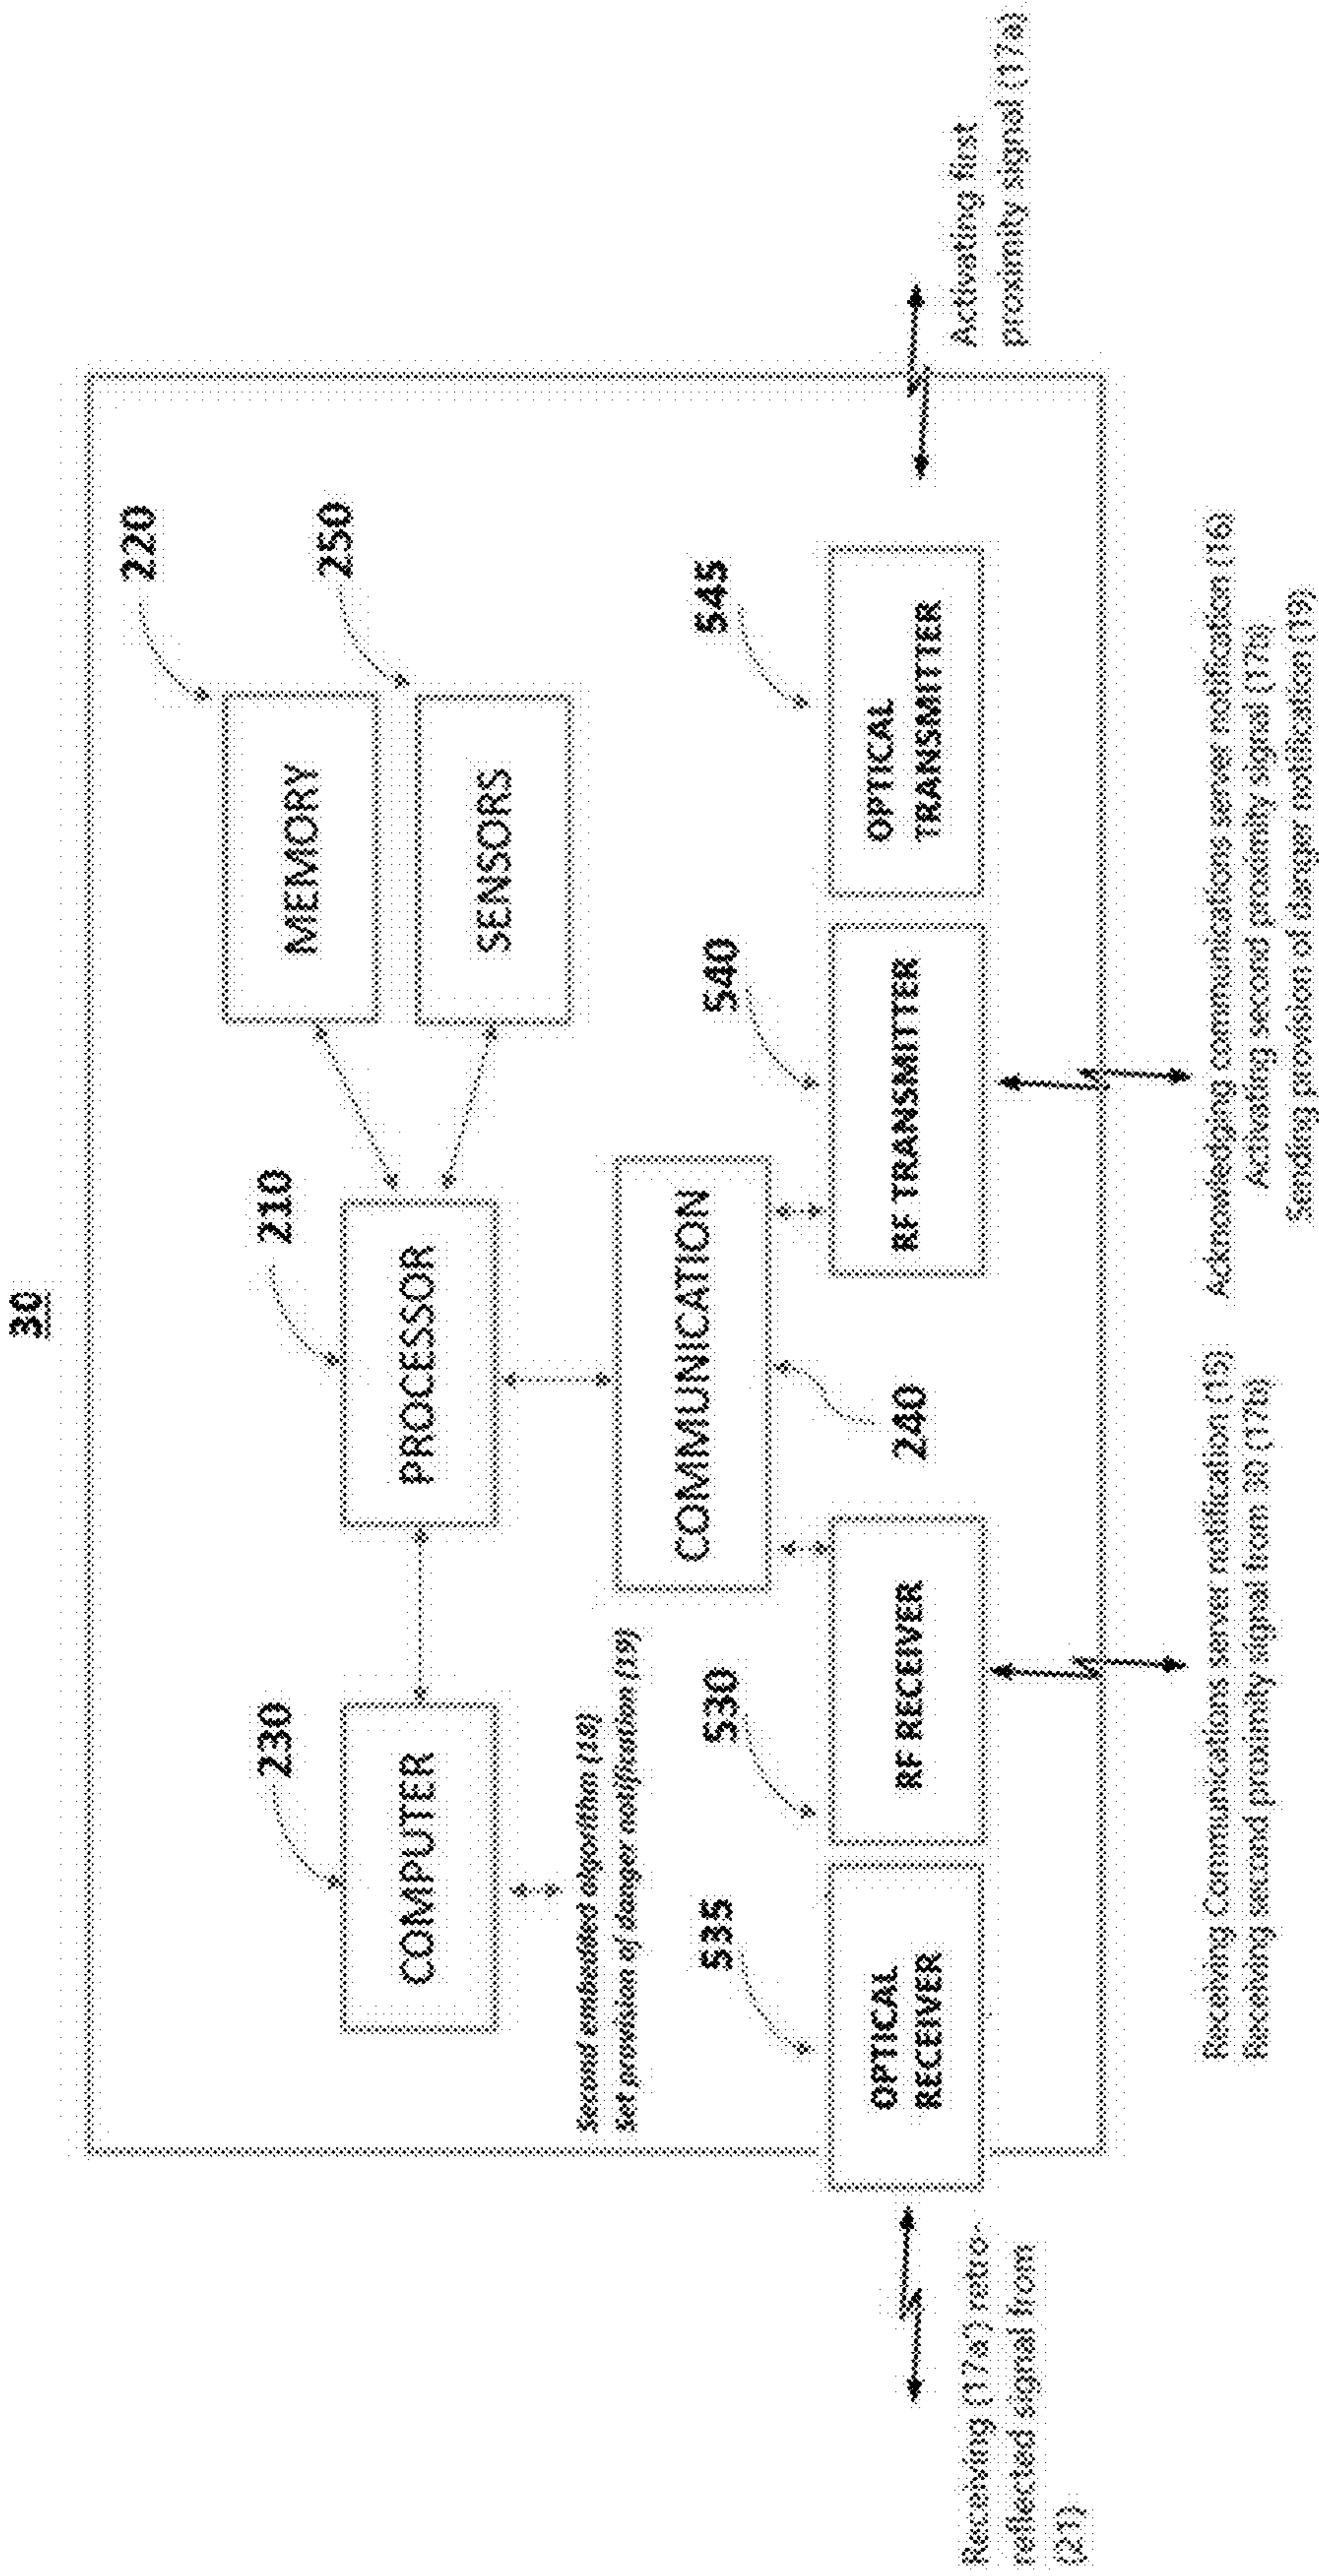 30
220
MEMORY
250
SENSORS
210
PROCESSOR
230
COMPUTER
Second embedded algorithm (18)
Set provision of danger notification (19)
COMMUNICATION
240
535
OPTICAL
RECEIVER
530
RF RECEIVER
540
RF TRANSMITTER
545
OPTICAL
TRANSMITTER
Receiving (17a') retro-
reflected signal from
(21)
Activating first
proximity signal (17a)
Receiving Communications server notification (15)
Receiving second proximity signal from 30 (17b)
Acknowledging communications server notification (16)
Activating second proximity signal (17b)
Sending provision of danger notification (19)